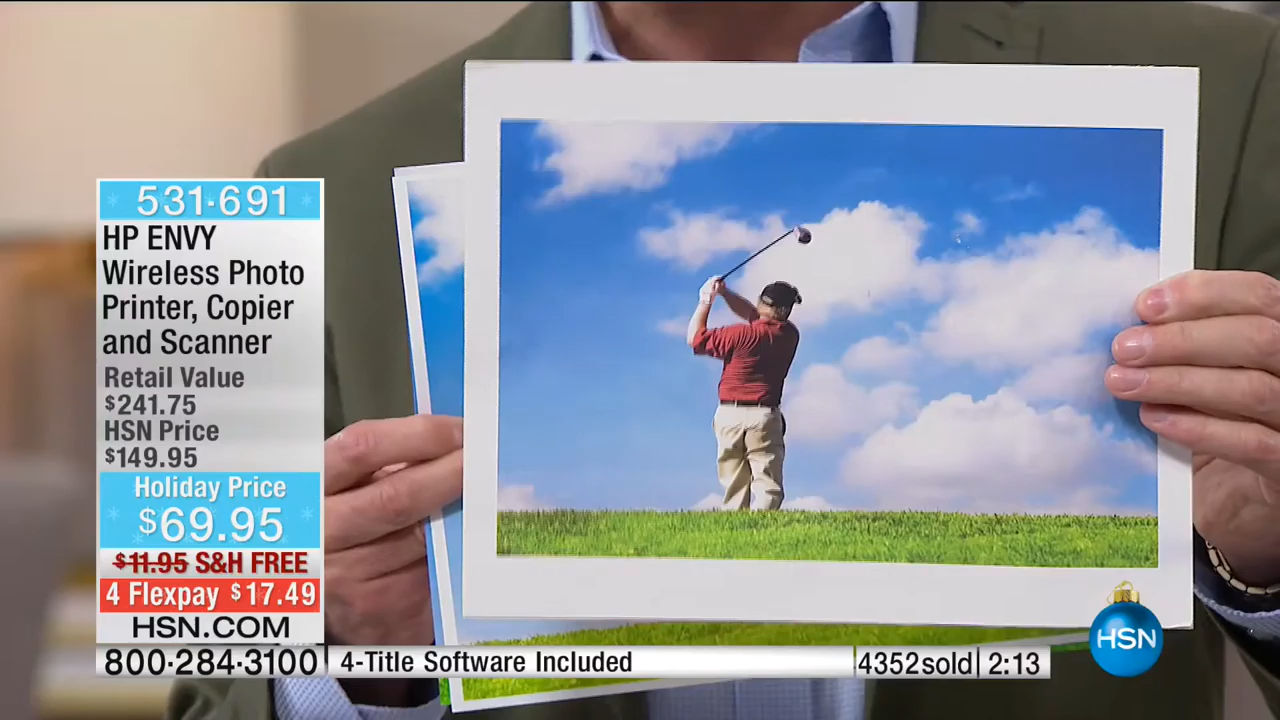 531-691
HP ENVY
Wireless Photo
Printer, Copier
and Scanner
Retail Value
$241.75
HSN Price
$149.95
Holiday Price
$69.95
$11.95 S&H FREE
4 Flexpay $17.49
HSN.COM
800-284-3100
4-Title Software Included
4352sold
2:13
HSN